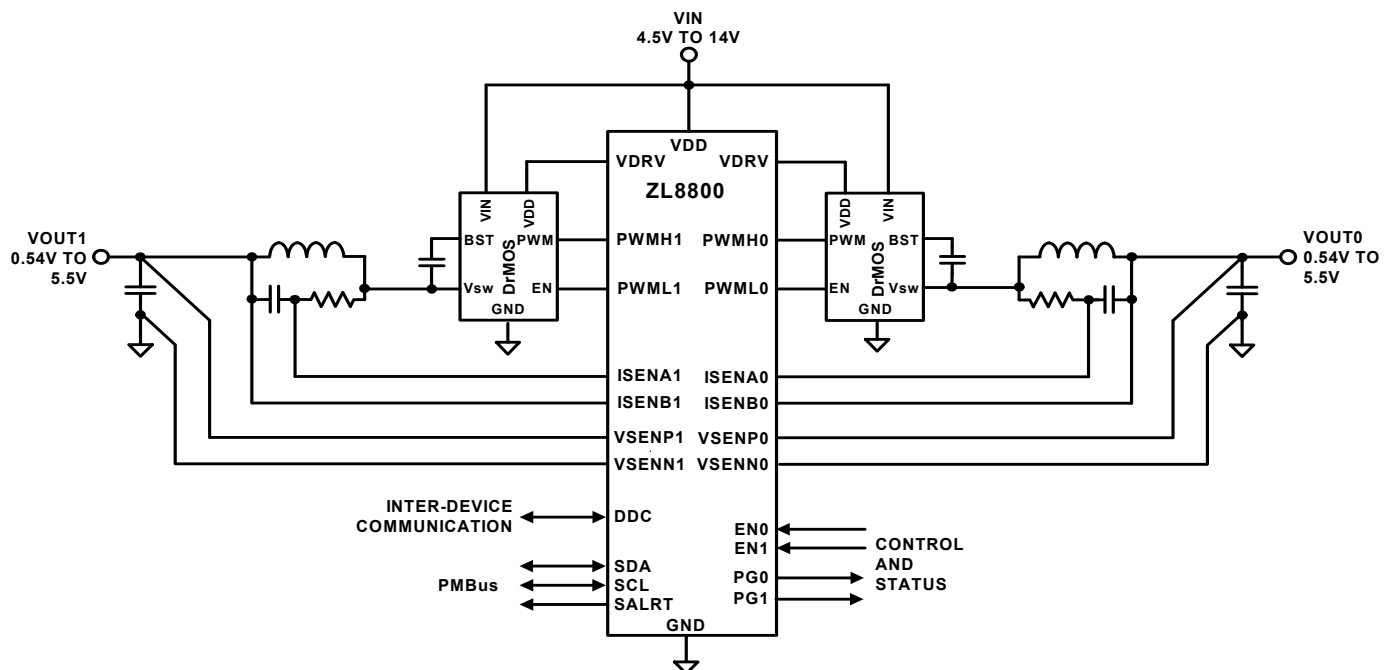 VIN
4.5V TO 14V
VDD
VDRV
VDRV
ZL8800
VIN
VDD
BST
PWM
DrMOS
Vsw
EN
GND
PWMH1
PWMH0
PWML1
PWML0
VDD
VIN
PWM
BST
DrMOS
EN
Vsw
GND
VOUT1
0.54V TO
5.5V
VOUT0
0.54V TO
5.5V
ISENA1
ISENA0
ISENB1
ISENB0
VSENP1
VSENP0
VSENN1
VSENN0
INTER-DEVICE
COMMUNICATION
DDC
EN0
EN1
CONTROL
AND
STATUS
PMBus
SDA
SCL
SALRT
PG0
PG1
GND